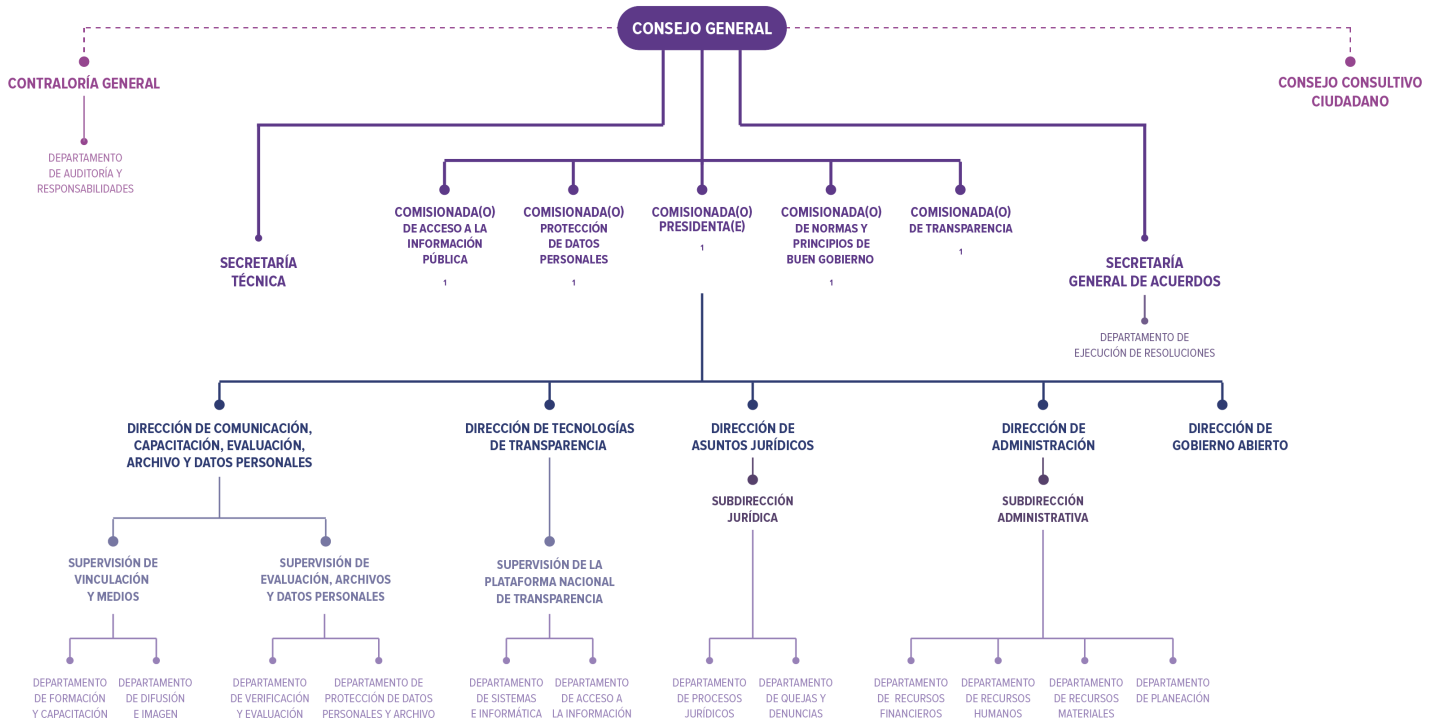 CONSEJO GENERAL
CONTRALORÍA GENERAL
DEPARTAMENTO
DE AUDITORÍA Y
RESPONSABILIDADES
CONSEJO CONSULTIVO
CIUDADANO
SECRETARÍA
TÉCNICA
COMISIONADA(O)
DE ACCESO A LA
INFORMACIÓN
PÚBLICA
1
COMISIONADA(O)
PROTECCIÓN
DE DATOS
PERSONALES
1
COMISIONADA(O)
PRESIDENTA(E)
1
COMISIONADA(O)
DE NORMAS Y
PRINCIPIOS DE
BUEN GOBIERNO
1
COMISIONADA(O)
DE TRANSPARENCIA
1
SECRETARÍA
GENERAL DE ACUERDOS
DEPARTAMENTO DE
EJECUCIÓN DE RESOLUCIONES
DIRECCIÓN DE COMUNICACIÓN,
CAPACITACIÓN, EVALUACIÓN,
ARCHIVO Y DATOS PERSONALES
DIRECCIÓN DE TECNOLOGÍAS
DE TRANSPARENCIA
DIRECCIÓN DE
ASUNTOS JURÍDICOS
DIRECCIÓN DE
ADMINISTRACIÓN
DIRECCIÓN DE
GOBIERNO ABIERTO
SUBDIRECCIÓN
JURÍDICA
SUBDIRECCIÓN
ADMINISTRATIVA
SUPERVISIÓN DE
VINCULACIÓN
Y MEDIOS
SUPERVISIÓN DE
EVALUACIÓN, ARCHIVOS
Y DATOS PERSONALES
SUPERVISIÓN DE LA
PLATAFORMA NACIONAL
DE TRANSPARENCIA
DEPARTAMENTO
DE FORMACIÓN
Y CAPACITACIÓN
DEPARTAMENTO
DE DIFUSIÓN
E IMAGEN
DEPARTAMENTO
DE VERIFICACIÓN
Y EVALUACIÓN
DEPARTAMENTO DE
PROTECCIÓN DE DATOS
PERSONALES Y ARCHIVO
DEPARTAMENTO
DE SISTEMAS
E INFORMÁTICA
DEPARTAMENTO
DE ACCESO A
LA INFORMACIÓN
DEPARTAMENTO
DE PROCESOS
JURÍDICOS
DEPARTAMENTO
DE QUEJAS Y
DENUNCIAS
DEPARTAMENTO
DE RECURSOS
FINANCIEROS
DEPARTAMENTO
DE RECURSOS
HUMANOS
DEPARTAMENTO
DE RECURSOS
MATERIALES
DEPARTAMENTO
DE PLANEACIÓN